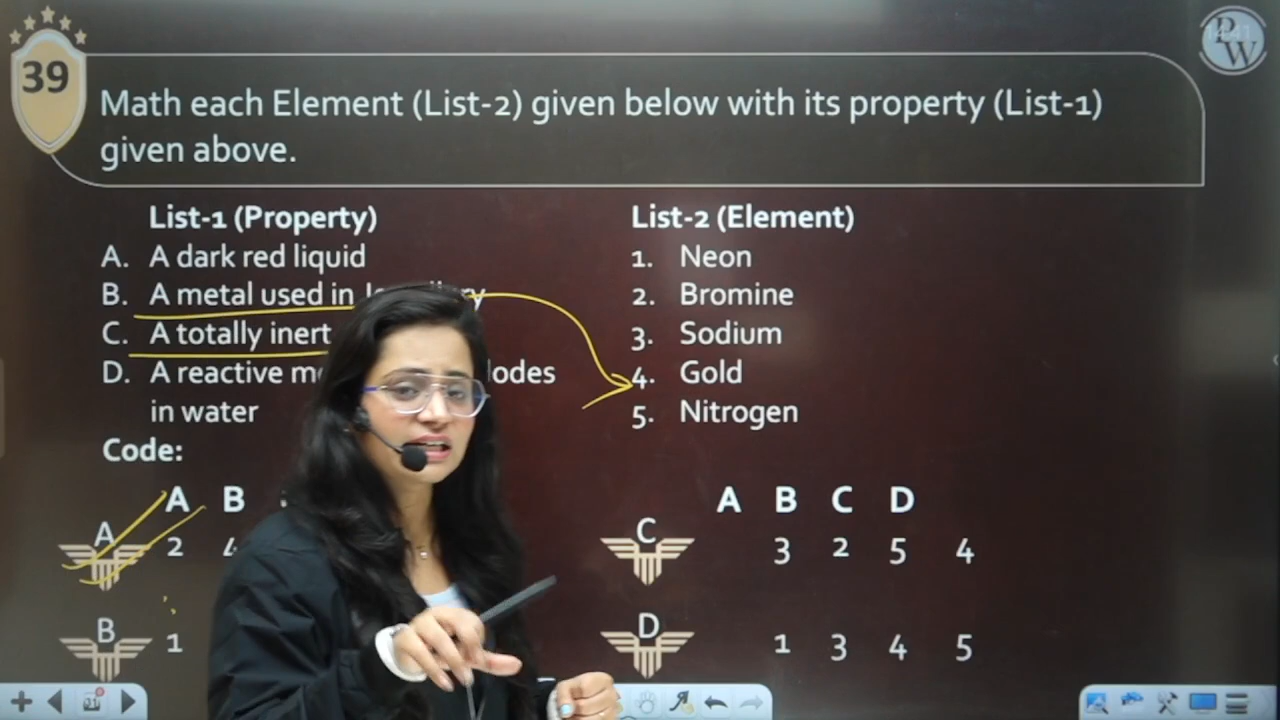 39
PW
Math each Element (List-2) given below with its property (List-1)
given above.
List-1 (Property)
A. A dark red liquid
B. A metal used in
C. A totally inert
D. A reactive
in water
List-2 (Element)
1. Neon
2. Bromine
3. Sodium
4. Gold
5. Nitrogen
Code:
A B
A 2 4
B 1
A B C D
C 3 2 5 4
D 1 3 4 5